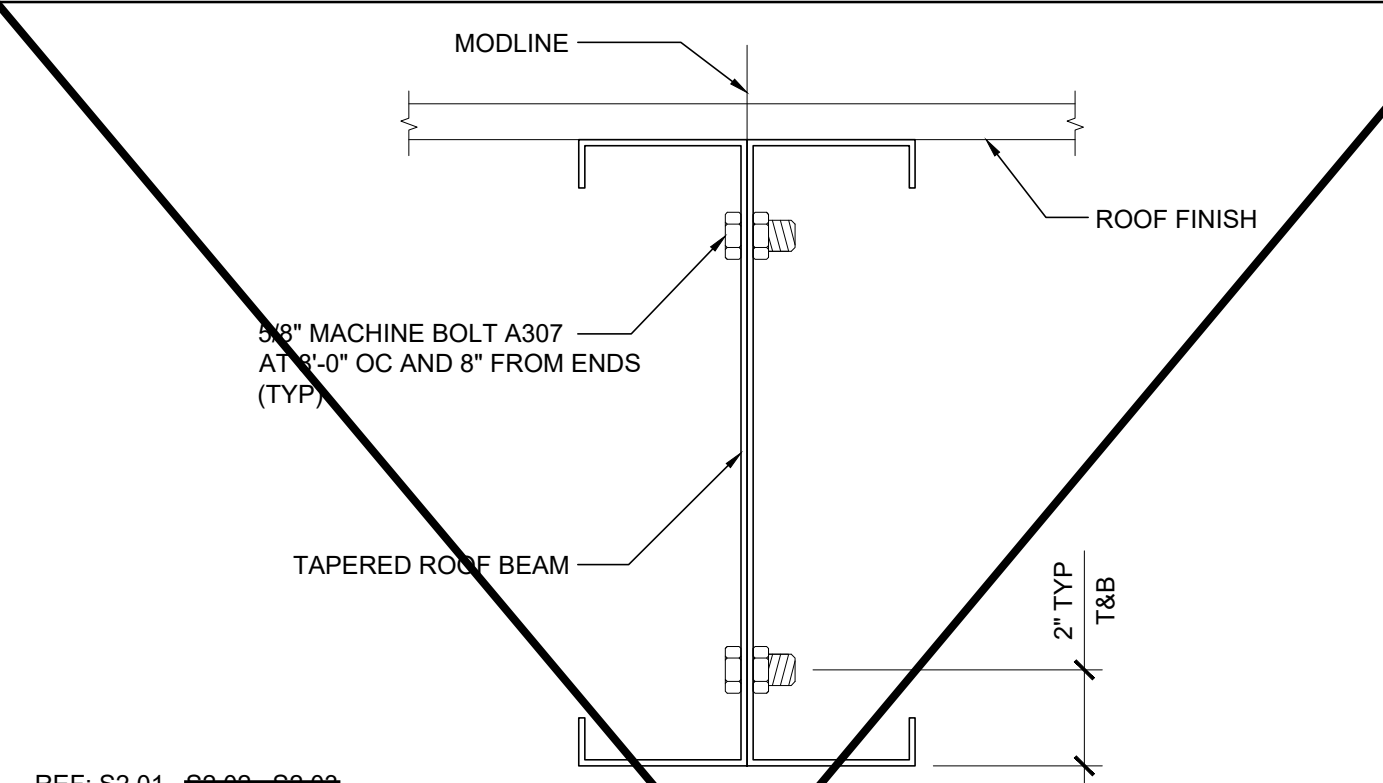 MODLINE
ROOF FINISH
5/8" MACHINE BOLT A307
AT 8'-0" OC AND 8" FROM ENDS
(TYP)
TAPERED ROOF BEAM
2" TYP
T&B
REF: S2.01